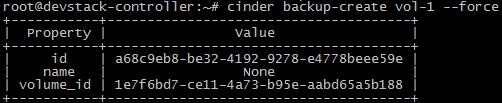 root@devstack-controller:~# cinder backup-create vol-1 --force
+-----------+--------------------------------------+
| Property | Value |
+-----------+--------------------------------------+
| id | a68c9eb8-be32-4192-9278-e4778beee59e |
| name | None |
| volume_id | 1e7f6bd7-ce11-4a73-b95e-aabd65a5b188 |
+-----------+--------------------------------------+